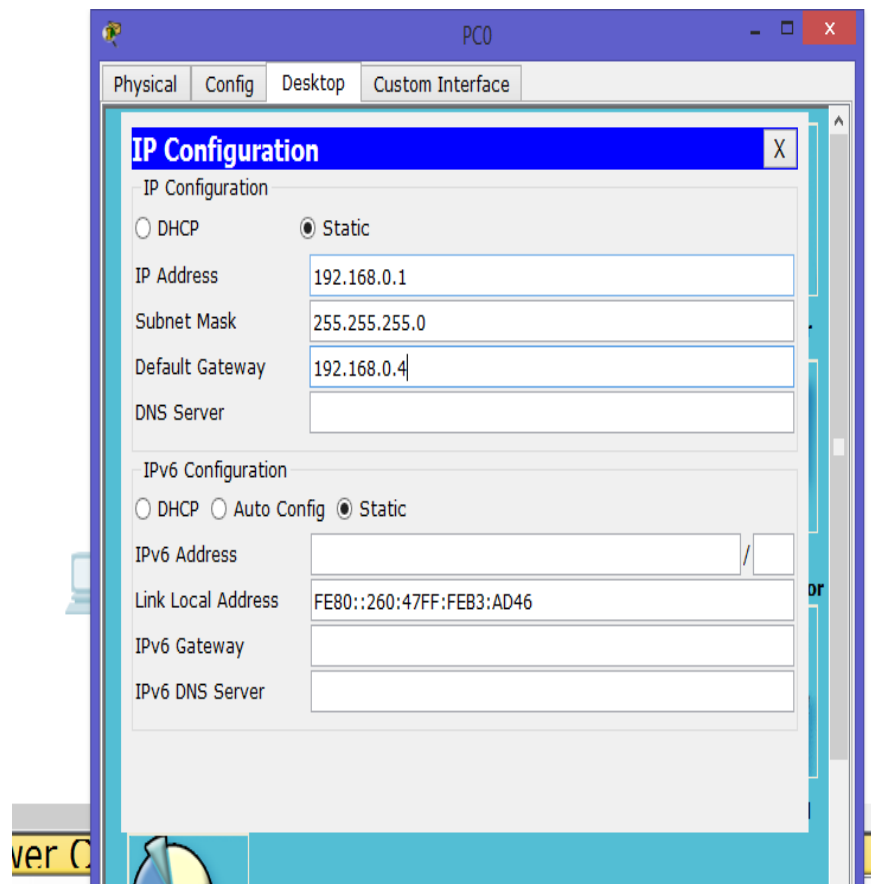 PC0
Physical Config Desktop Custom Interface
IP Configuration X
IP Configuration
DHCP Static
IP Address 192.168.0.1
Subnet Mask 255.255.255.0
Default Gateway 192.168.0.4
DNS Server
IPv6 Configuration
DHCP Auto Config Static
IPv6 Address /
Link Local Address FE80::260:47FF:FEB3:AD46
or
IPv6 Gateway
IPv6 DNS Server